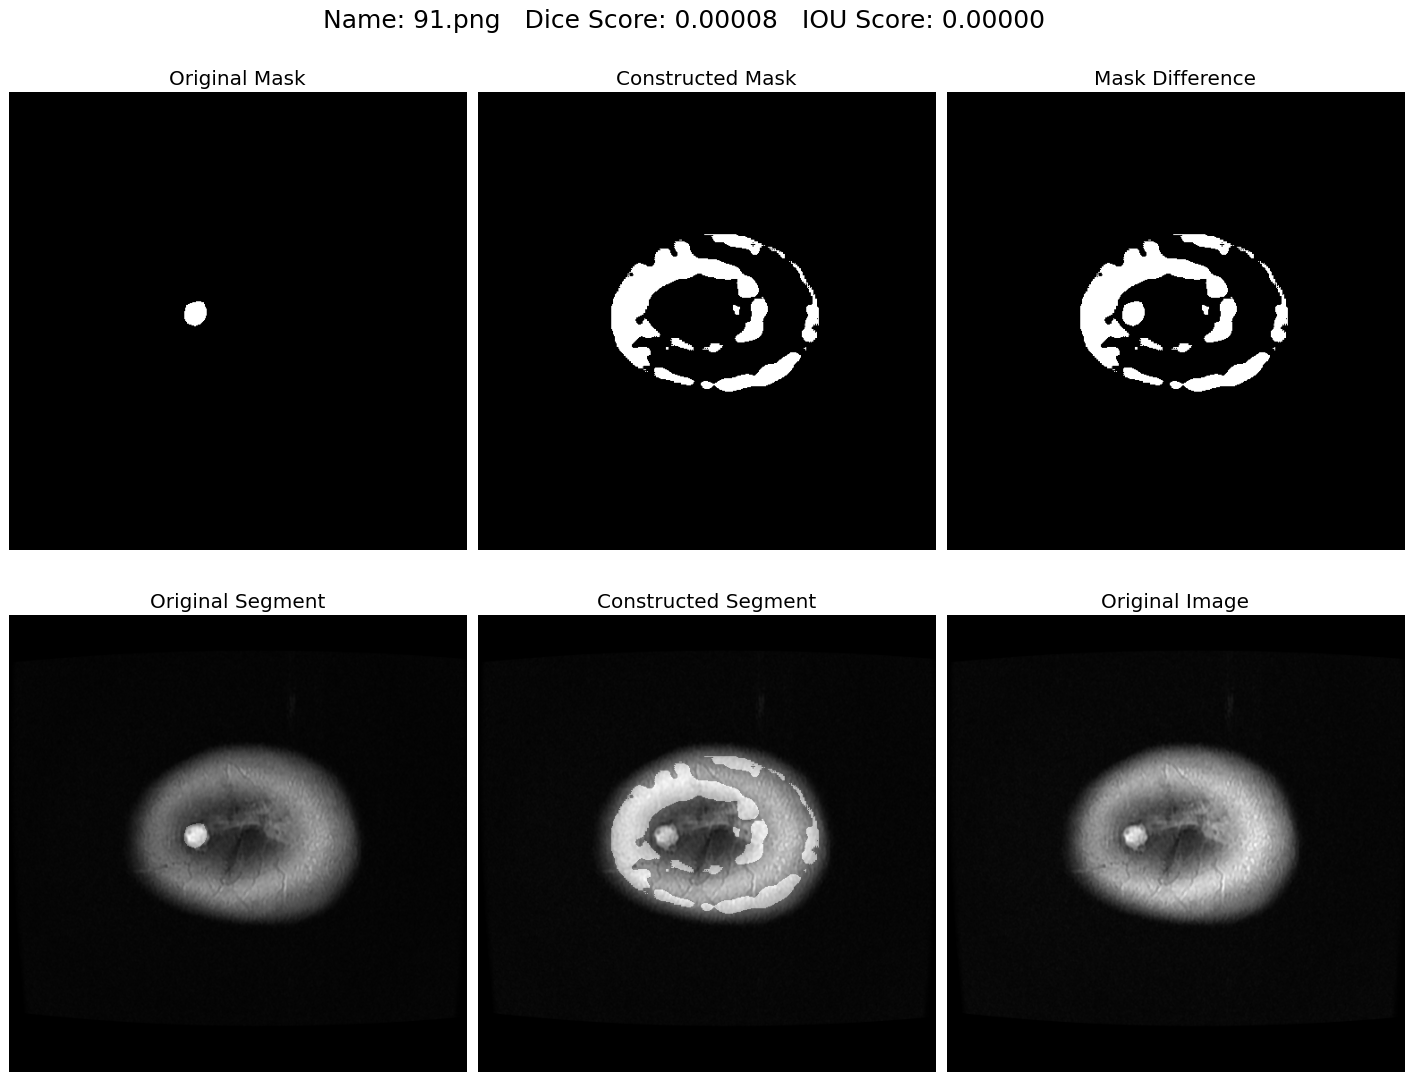 Name: 91.png   Dice Score: 0.00008   IOU Score: 0.00000
Original Mask
Constructed Mask
Mask Difference
Original Segment
Constructed Segment
Original Image